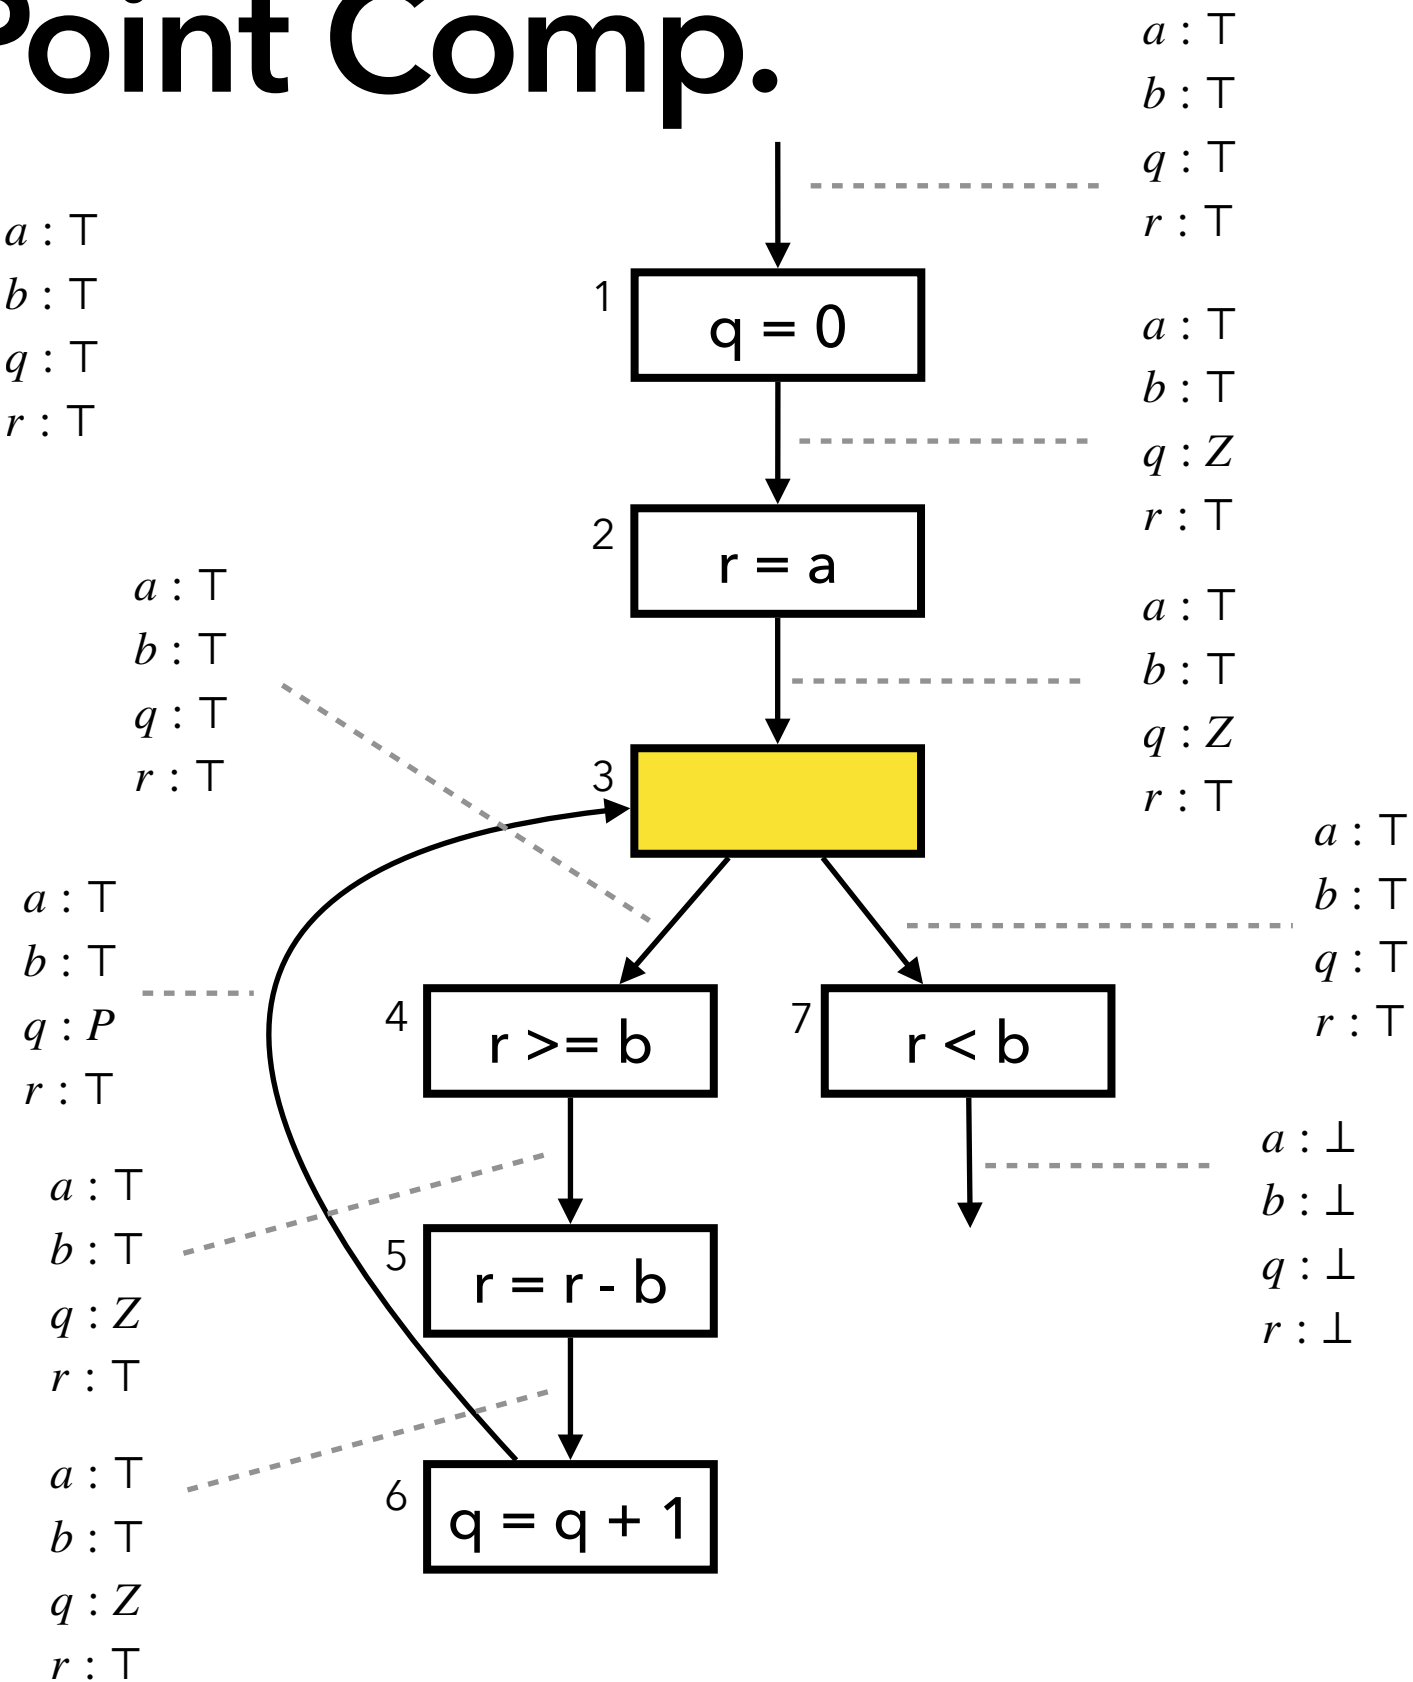 Point Comp.
a : ⊤
b : ⊤
q : ⊤
r : ⊤
a : ⊤
b : ⊤
q : ⊤
r : ⊤
1
q = 0
a : ⊤
b : ⊤
q : Z
r : ⊤
2
r = a
a : ⊤
b : ⊤
q : ⊤
r : ⊤
a : ⊤
b : ⊤
q : Z
r : ⊤
3
a : ⊤
b : ⊤
q : ⊤
r : ⊤
a : ⊤
b : ⊤
q : P
r : ⊤
4
r >= b
7
r < b
a : ⊥
b : ⊥
q : ⊥
r : ⊥
a : ⊤
b : ⊤
q : Z
r : ⊤
5
r = r - b
a : ⊤
b : ⊤
q : Z
r : ⊤
6
q = q + 1